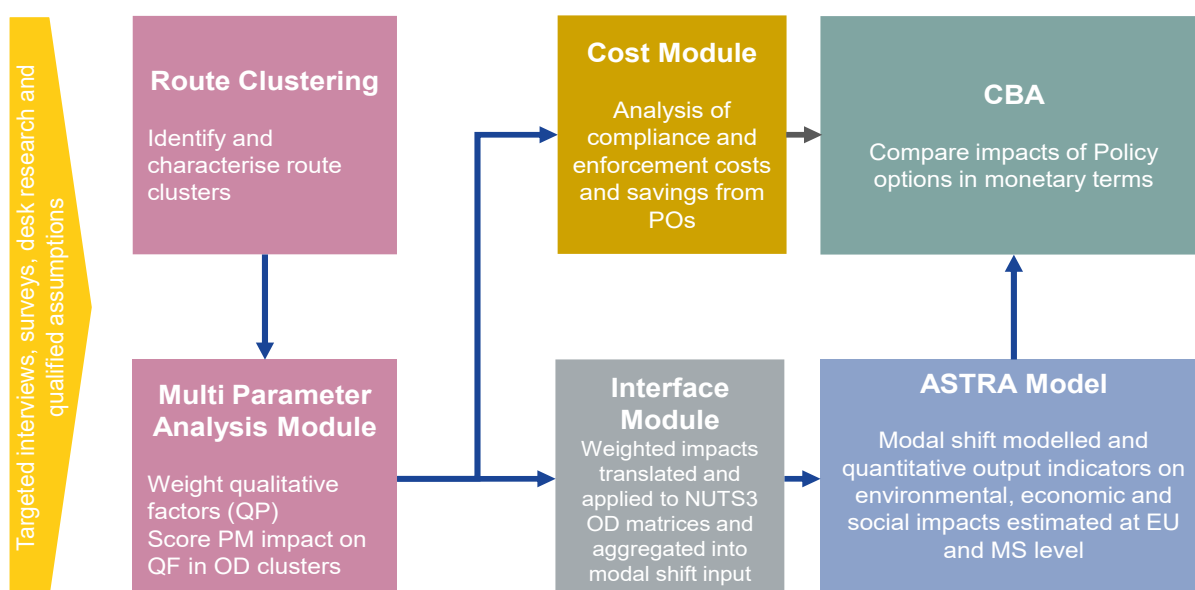 Targeted interviews, surveys, desk research and
qualified assumptions
Route Clustering
Identify and
characterise route
clusters
Multi Parameter
Analysis Module
Weight qualitative
factors (QP)
Score PM impact on
QF in OD clusters
Cost Module
Analysis of
compliance and
enforcement costs
and savings from
POs
Interface
Module
Weighted impacts
translated and
applied to NUTS3
OD matrices and
aggregated into
modal shift input
CBA
Compare impacts of Policy
options in monetary terms
ASTRA Model
Modal shift modelled and
quantitative output indicators on
environmental, economic and
social impacts estimated at EU
and MS level